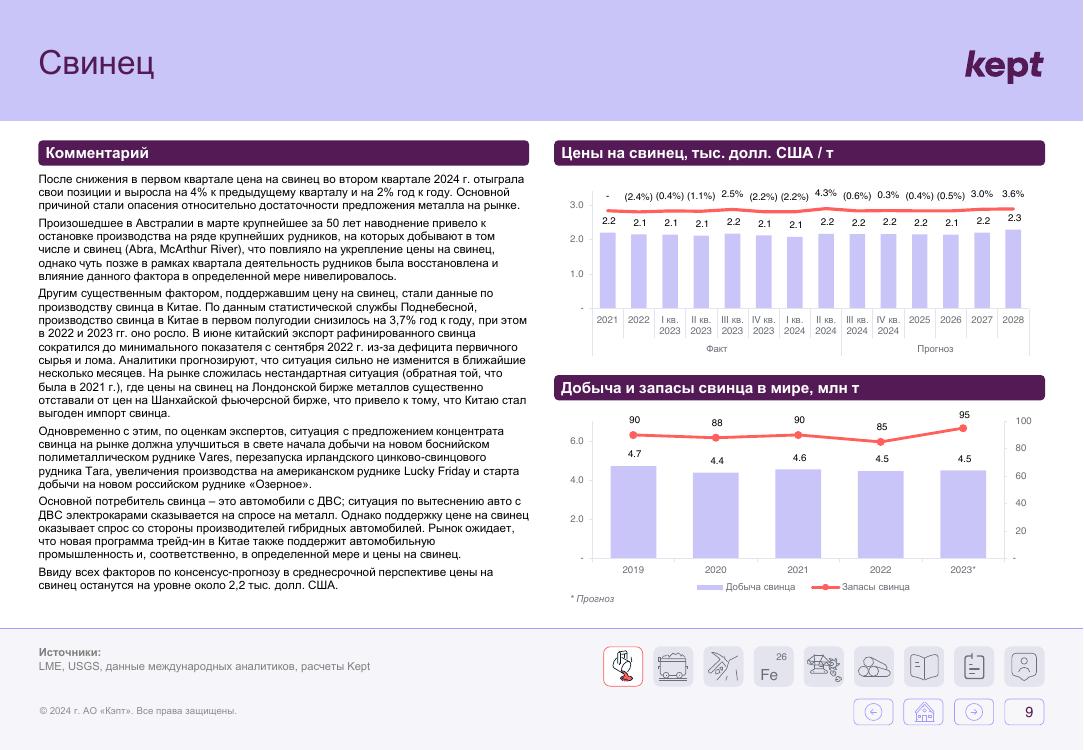 Свинец
kept
Комментарий
После снижения в первом квартале цена на свинец во втором квартале 2024 г. отыграла
свои позиции и выросла на 4% к предыдущему кварталу и на 2% год к году. Основной
причиной стали опасения относительно достаточности предложения металла на рынке.
Произошедшее в Австралии в марте крупнейшее за 50 лет наводнение привело к
остановке производства на ряде крупнейших рудников, на которых добывают в том
числе и свинец (Abra, McArthur River), что повлияло на укрепление цены на свинец,
однако чуть позже в рамках квартала деятельность рудников была восстановлена и
влияние данного фактора в определенной мере нивелировалось.
Другим существенным фактором, поддержавшим цену на свинец, стали данные по
производству свинца в Китае. По данным статистической службы Поднебесной,
производство свинца в Китае в первом полугодии снизилось на 3,7% год к году, при этом
в 2022 и 2023 гг. оно росло. В июне китайский экспорт рафинированного свинца
сократился до минимального показателя с сентября 2022 г. из-за дефицита первичного
сырья и лома. Аналитики прогнозируют, что ситуация сильно не изменится в ближайшие
несколько месяцев. На рынке сложилась нестандартная ситуация (обратная той, что
была в 2021 г.), где цены на свинец на Лондонской бирже металлов существенно
отставали от цен на Шанхайской фьючерсной бирже, что привело к тому, что Китаю стал
выгоден импорт свинца.
Одновременно с этим, по оценкам экспертов, ситуация с предложением концентрата
свинца на рынке должна улучшиться в свете начала добычи на новом боснийском
полиметаллическом руднике Vares, перезапуска ирландского цинково-свинцового
рудника Tara, увеличения производства на американском руднике Lucky Friday и старта
добычи на новом российском руднике «Озерное».
Основной потребитель свинца – это автомобили с ДВС; ситуация по вытеснению авто с
ДВС электрокарами сказывается на спросе на металл. Однако поддержку цене на свинец
оказывает спрос со стороны производителей гибридных автомобилей. Рынок ожидает,
что новая программа трейд-ин в Китае также поддержит автомобильную
промышленность и, соответственно, в определенной мере и цены на свинец.
Ввиду всех факторов по консенсус-прогнозу в среднесрочной перспективе цены на
свинец останутся на уровне около 2,2 тыс. долл. США.
Цены на свинец, тыс. долл. США / т
- (2.4%) (0.4%) (1.1%) 2.5% (2.2%) (2.2%) 4.3% (0.6%) 0.3% (0.4%) (0.5%) 3.0% 3.6%
3.0
2.2 2.1 2.1 2.1 2.2 2.1 2.1 2.2 2.2 2.2 2.2 2.1 2.2 2.3
2.0
1.0
-
2021 2022 I кв. II кв. III кв. IV кв. I кв. II кв. III кв. IV кв. 2025 2026 2027 2028
2023 2023 2023 2023 2024 2024 2024 2024
Факт Прогноз
Добыча и запасы свинца в мире, млн т
90 88 90 85 95
6.0 100
4.7 4.4 4.6 4.5 4.5
80
4.0 60
40
2.0 20
- -
2019 2020 2021 2022 2023*
Добыча свинца Запасы свинца
* Прогноз
Источники:
LME, USGS, данные международных аналитиков, расчеты Kept
26
Fe
© 2024 г. АО «Кэпт». Все права защищены.
9